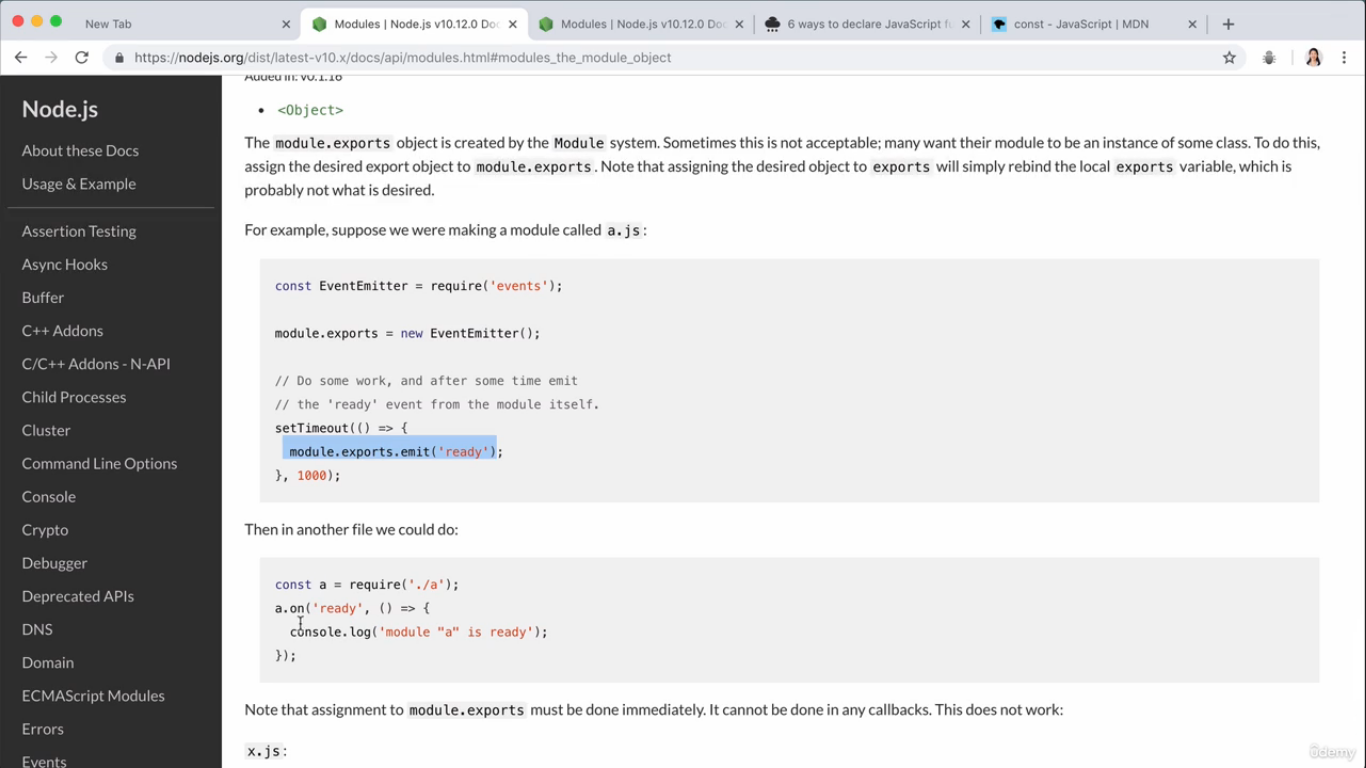 New Tab
Modules | Node.js v10.12.0 Doc
Modules | Node.js v10.12.0 Doc
6 ways to declare JavaScript fu
const - JavaScript | MDN
https://nodejs.org/dist/latest-v10.x/docs/api/modules.html#modules_the_module_object
Node.js
About these Docs
Usage & Example
Assertion Testing
Async Hooks
Buffer
C++ Addons
C/C++ Addons - N-API
Child Processes
Cluster
Command Line Options
Console
Crypto
Debugger
Deprecated APIs
DNS
Domain
ECMAScript Modules
Errors
Events
Added in: v0.1.16
<Object>
The module.exports object is created by the Module system. Sometimes this is not acceptable; many want their module to be an instance of some class. To do this,
assign the desired export object to module.exports. Note that assigning the desired object to exports will simply rebind the local exports variable, which is
probably not what is desired.
For example, suppose we were making a module called a.js:
const EventEmitter = require('events');
module.exports = new EventEmitter();
// Do some work, and after some time emit
// the 'ready' event from the module itself.
setTimeout(() => {
module.exports.emit('ready');
}, 1000);
Then in another file we could do:
const a = require('./a');
a.on('ready', () => {
console.log('module "a" is ready');
});
Note that assignment to module.exports must be done immediately. It cannot be done in any callbacks. This does not work:
x.js:
ûdemy